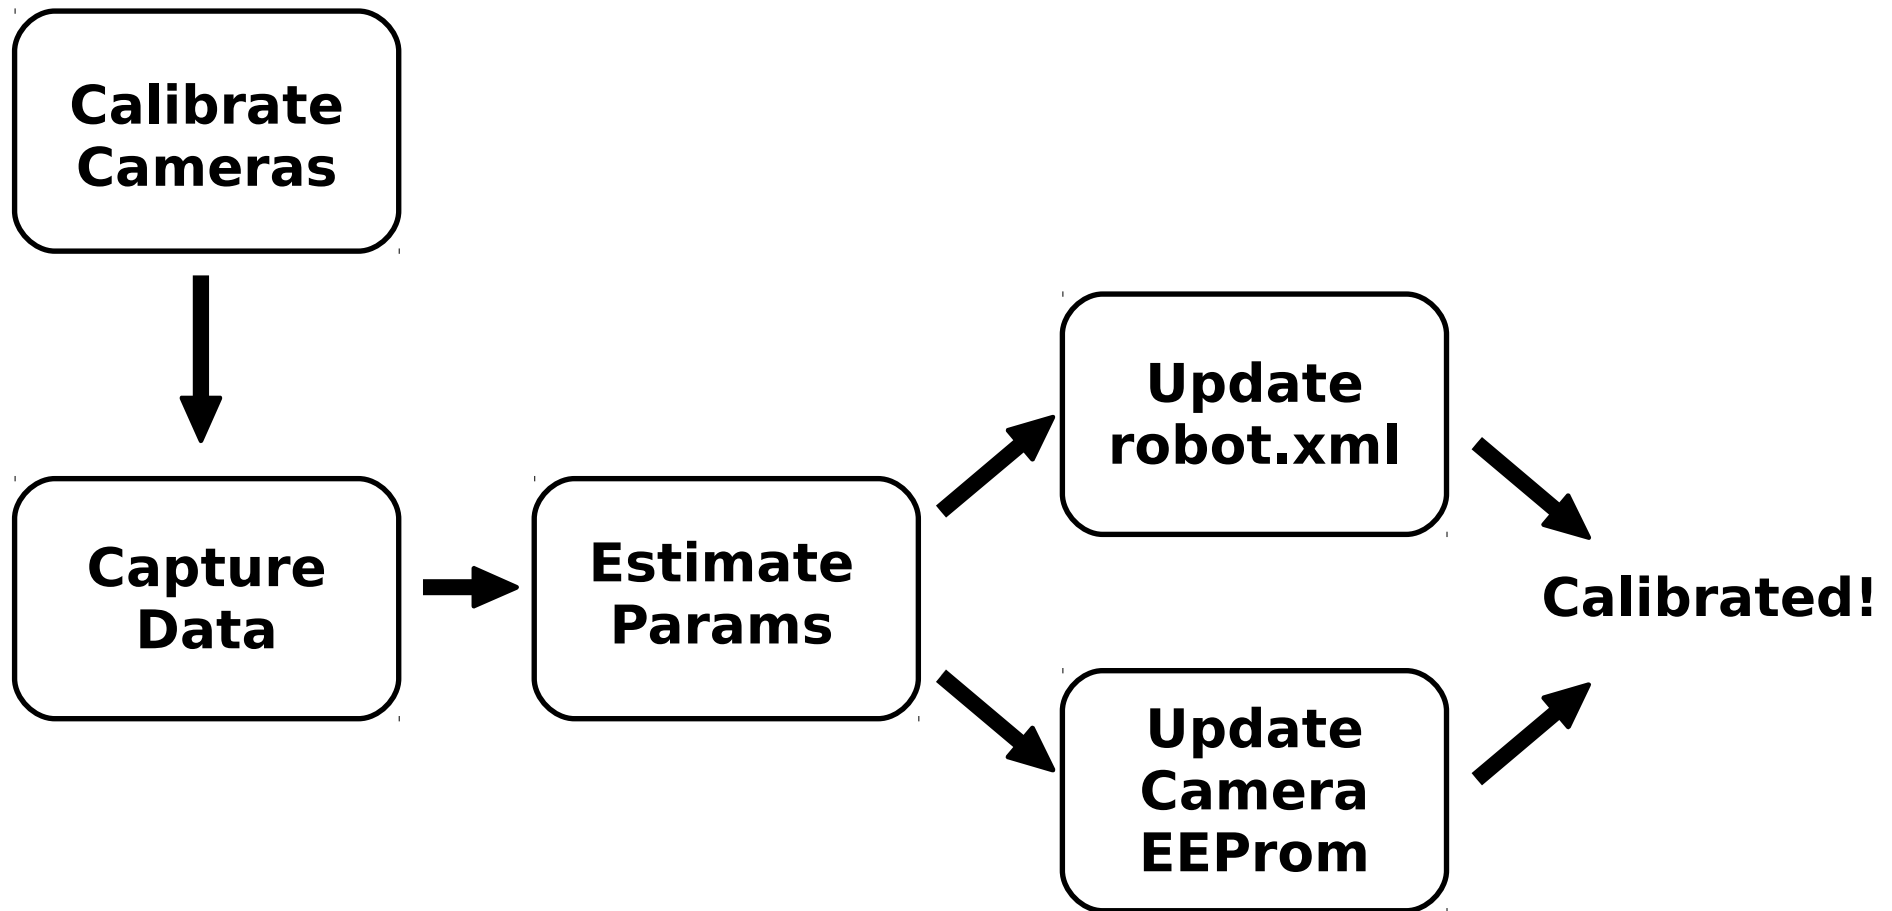 Calibrate
Cameras
Capture
Data
Estimate
Params
Update
robot.xml
Update
Camera
EEProm
Calibrated!